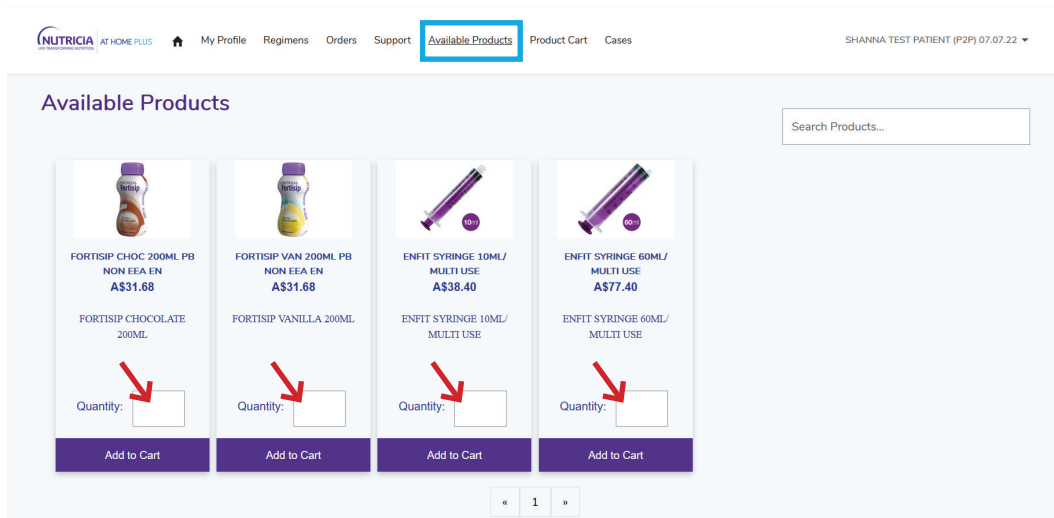 NUTRICIA AT HOME PLUS
LIFE-TRANSFORMING NUTRITION
My Profile Regimens Orders Support Available Products Product Cart Cases
SHANNA TEST PATIENT (P2P) 07.07.22
Available Products
Search Products...
Fortisip
Fortisip
10ml
60ml
FORTISIP CHOC 200ML PB
NON EEA EN
A$31.68
FORTISIP CHOCOLATE
200ML
Quantity:
Add to Cart
FORTISIP VAN 200ML PB
NON EEA EN
A$31.68
FORTISIP VANILLA 200ML
Quantity:
Add to Cart
ENFIT SYRINGE 10ML/
MULTI USE
A$38.40
ENFIT SYRINGE 10ML/
MULTI USE
Quantity:
Add to Cart
ENFIT SYRINGE 60ML/
MULTI USE
A$77.40
ENFIT SYRINGE 60ML/
MULTI USE
Quantity:
Add to Cart
« 1 »